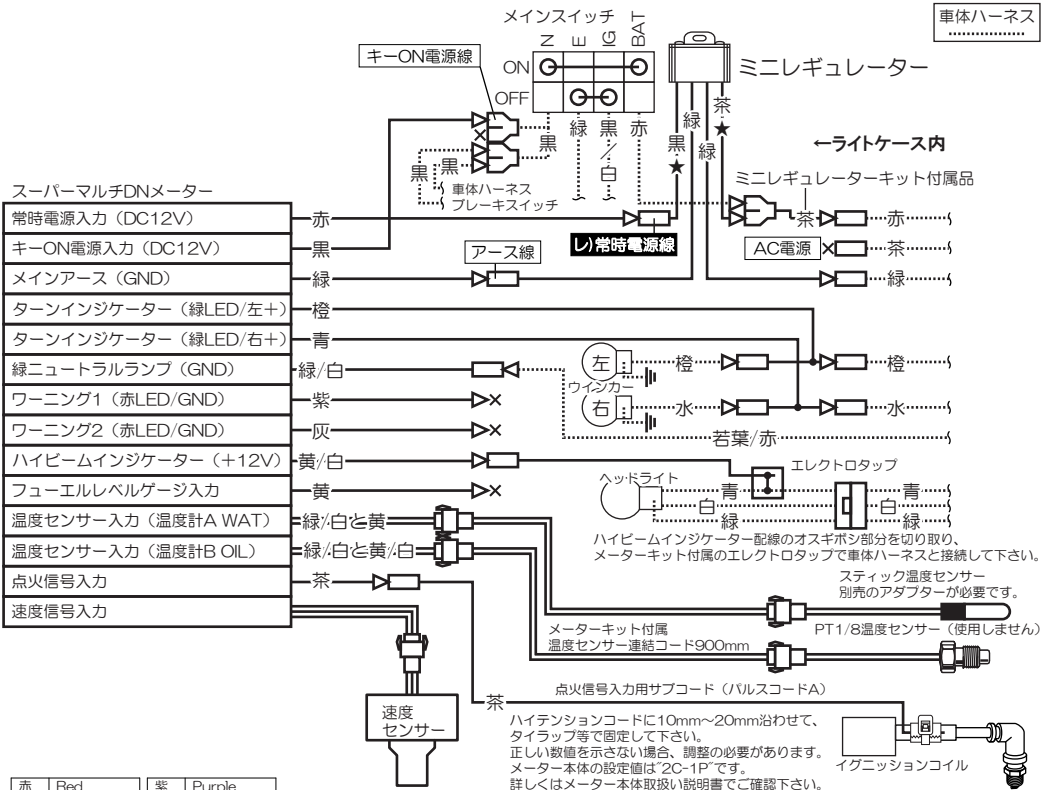 メインスイッチ
N E IG BAT
ON
OFF
キーON電源線
ミニレギュレーター
車体ハーネス
黒
緑
黒/白
赤
黒★
緑
緑
茶★
←ライトケース内
ミニレギュレーターキット付属品
黒
黒
車体ハーネス
ブレーキスイッチ
スーパーマルチDNメーター
常時電源入力（DC12V）
赤
レ)常時電源線
茶
赤
キーON電源入力（DC12V）
黒
アース線
AC電源
茶
メインアース（GND）
緑
緑
ターンインジケーター（緑LED/左+）
橙
ターンインジケーター（緑LED/右+）
青
左
橙
橙
ウインカー
右
水
水
緑ニュートラルランプ（GND）
緑/白
若葉/赤
ワーニング1（赤LED/GND）
紫
ワーニング2（赤LED/GND）
灰
ハイビームインジケーター（+12V）
黄/白
エレクトロタップ
ヘッドライト
青
青
白
白
緑
緑
フューエルレベルゲージ入力
黄
ハイビームインジケーター配線のオスギボシ部分を切り取り、
メーターキット付属のエレクトロタップで車体ハーネスと接続して下さい。
温度センサー入力（温度計A WAT）
緑/白と黄
温度センサー入力（温度計B OIL）
緑/白と黄/白
点火信号入力
茶
速度信号入力
スティック温度センサー
別売のアダプターが必要です。
PT1/8温度センサー（使用しません）
メーターキット付属
温度センサー連結コード900mm
速度
センサー
茶
点火信号入力用サブコード（パルスコードA）
ハイテンションコードに10mm～20mm沿わせて、
タイラップ等で固定して下さい。
正しい数値を示さない場合、調整の必要があります。
メーター本体の設定値は"2C-1P"です。
詳しくはメーター本体取扱い説明書でご確認下さい。
イグニッションコイル
赤 Red 紫 Purple